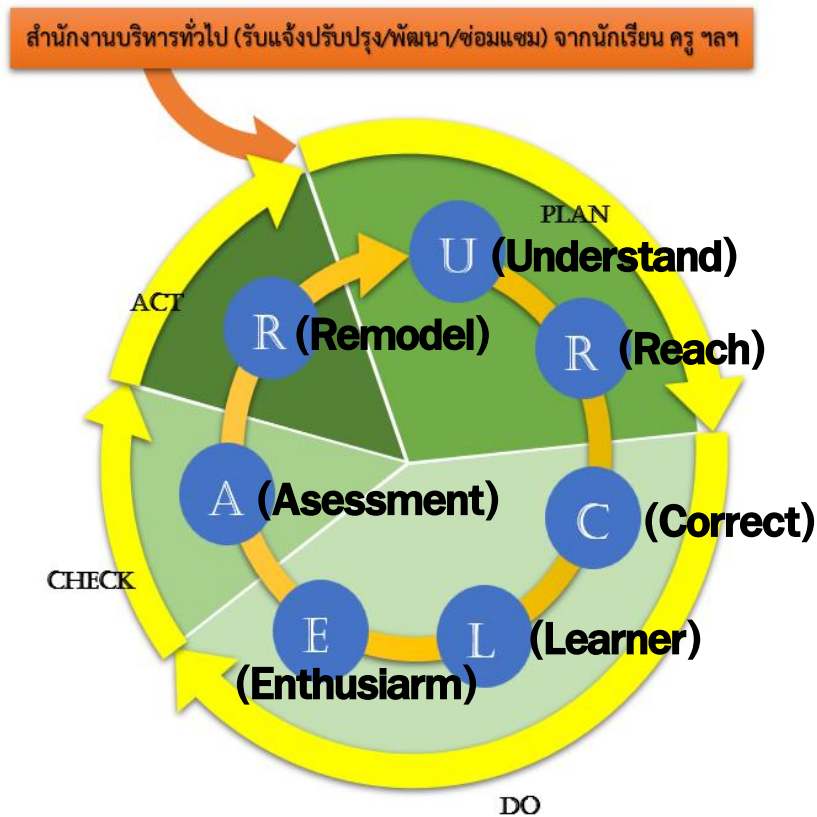 สำนักงานบริหารทั่วไป (รับแจ้งปรับปรุง/พัฒนา/ซ่อมแซม) จากนักเรียน ครู ฯลฯ
PLAN
U (Understand)
R (Reach)
C (Correct)
L (Learner)
E
(Enthusiarm)
DO
A (Asessment)
CHECK
R (Remodel)
ACT